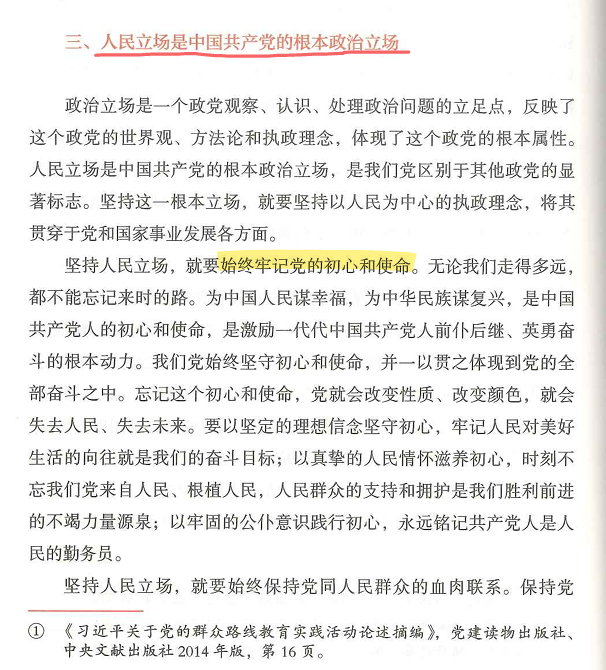 三、人民立场是中国共产党的根本政治立场
政治立场是一个政党观察、认识、处理政治问题的立足点，反映了
这个政党的世界观、方法论和执政理念，体现了这个政党的根本属性。
人民立场是中国共产党的根本政治立场，是我们党区别于其他政党的显
著标志。坚持这一根本立场，就要坚持以人民为中心的执政理念，将其
贯穿于党和国家事业发展各方面。
坚持人民立场，就要始终牢记党的初心和使命。无论我们走得多远，
都不能忘记来时的路。为中国人民谋幸福，为中华民族谋复兴，是中国
共产党人的初心和使命，是激励一代代中国共产党人前仆后继、英勇奋
斗的根本动力。我们党始终坚守初心和使命，并一以贯之体现到党的全
部奋斗之中。忘记这个初心和使命，党就会改变性质、改变颜色，就会
失去人民、失去未来。要以坚定的理想信念坚守初心，牢记人民对美好
生活的向往就是我们的奋斗目标；以真挚的人民情怀滋养初心，时刻不
忘我们党来自人民、根植人民，人民群众的支持和拥护是我们胜利前进
的不竭力量源泉；以牢固的公仆意识践行初心，永远铭记共产党人是人
民的勤务员。
坚持人民立场，就要始终保持党同人民群众的血肉联系。保持党
① 《习近平关于党的群众路线教育实践活动论述摘编》，党建读物出版社、
中央文献出版社2014年版，第16页。